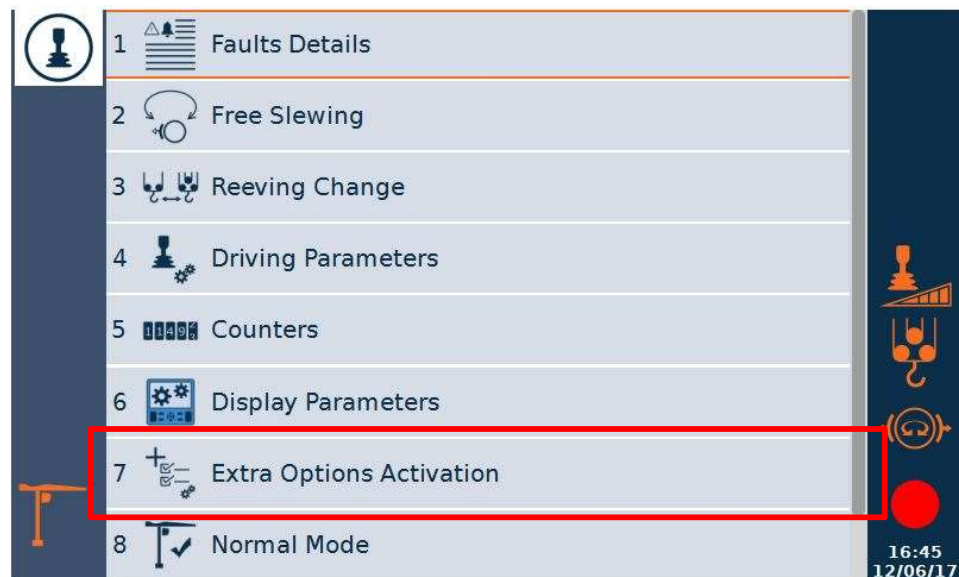 1 Faults Details
2 Free Slewing
3 Reeving Change
4 Driving Parameters
5 Counters
6 Display Parameters
7 Extra Options Activation
8 Normal Mode
16:45
12/06/17